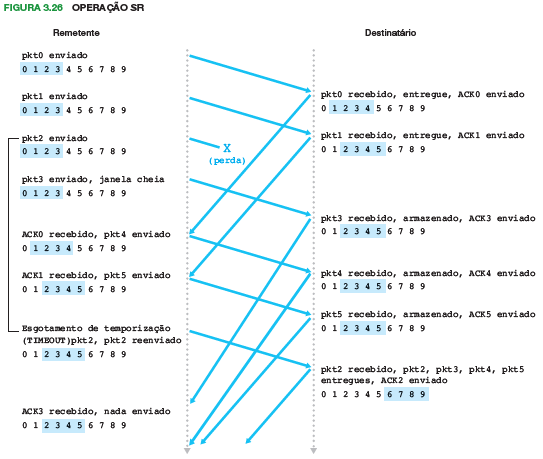 FIGURA 3.26 OPERAÇÃO SR
Remetente
Destinatário
pkt0 enviado
0 1 2 3 4 5 6 7 8 9
pkt0 recebido, entregue, ACK0 enviado
0 1 2 3 4 5 6 7 8 9
pkt1 enviado
0 1 2 3 4 5 6 7 8 9
pkt1 recebido, entregue, ACK1 enviado
0 1 2 3 4 5 6 7 8 9
pkt2 enviado
0 1 2 3 4 5 6 7 8 9
X
(perda)
pkt3 enviado, janela cheia
0 1 2 3 4 5 6 7 8 9
pkt3 recebido, armazenado, ACK3 enviado
0 1 2 3 4 5 6 7 8 9
ACK0 recebido, pkt4 enviado
0 1 2 3 4 5 6 7 8 9
pkt4 recebido, armazenado, ACK4 enviado
0 1 2 3 4 5 6 7 8 9
ACK1 recebido, pkt5 enviado
0 1 2 3 4 5 6 7 8 9
pkt5 recebido, armazenado, ACK5 enviado
0 1 2 3 4 5 6 7 8 9
Esgotamento de temporização
(TIMEOUT)pkt2, pkt2 reenviado
0 1 2 3 4 5 6 7 8 9
pkt2 recebido, pkt2, pkt3, pkt4, pkt5
entregues, ACK2 enviado
0 1 2 3 4 5 6 7 8 9
ACK3 recebido, nada enviado
0 1 2 3 4 5 6 7 8 9